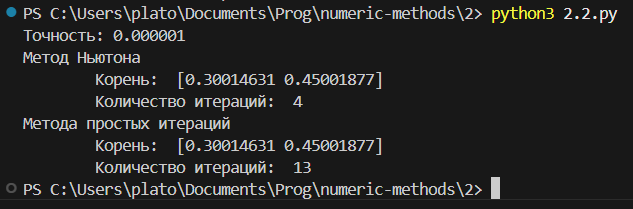 PS C:\Users\plato\Documents\Prog\numeric-methods\2> python3 2.2.py
Точность: 0.000001
Метод Ньютона
Корень:  [0.30014631 0.45001877]
Количество итераций:  4
Метода простых итераций
Корень:  [0.30014631 0.45001877]
Количество итераций:  13
PS C:\Users\plato\Documents\Prog\numeric-methods\2>